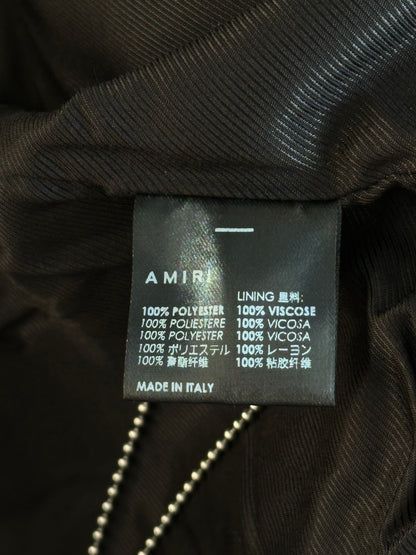 AMIRI
100% POLYESTER
100% POLIESTERE
100% POLYESTER
100% ポリエステル
100% 聚酯纤维
LINING 里料:
100% VISCOSE
100% VICOSA
100% VICOSA
100% レーヨン
100% 粘胶纤维
MADE IN ITALY